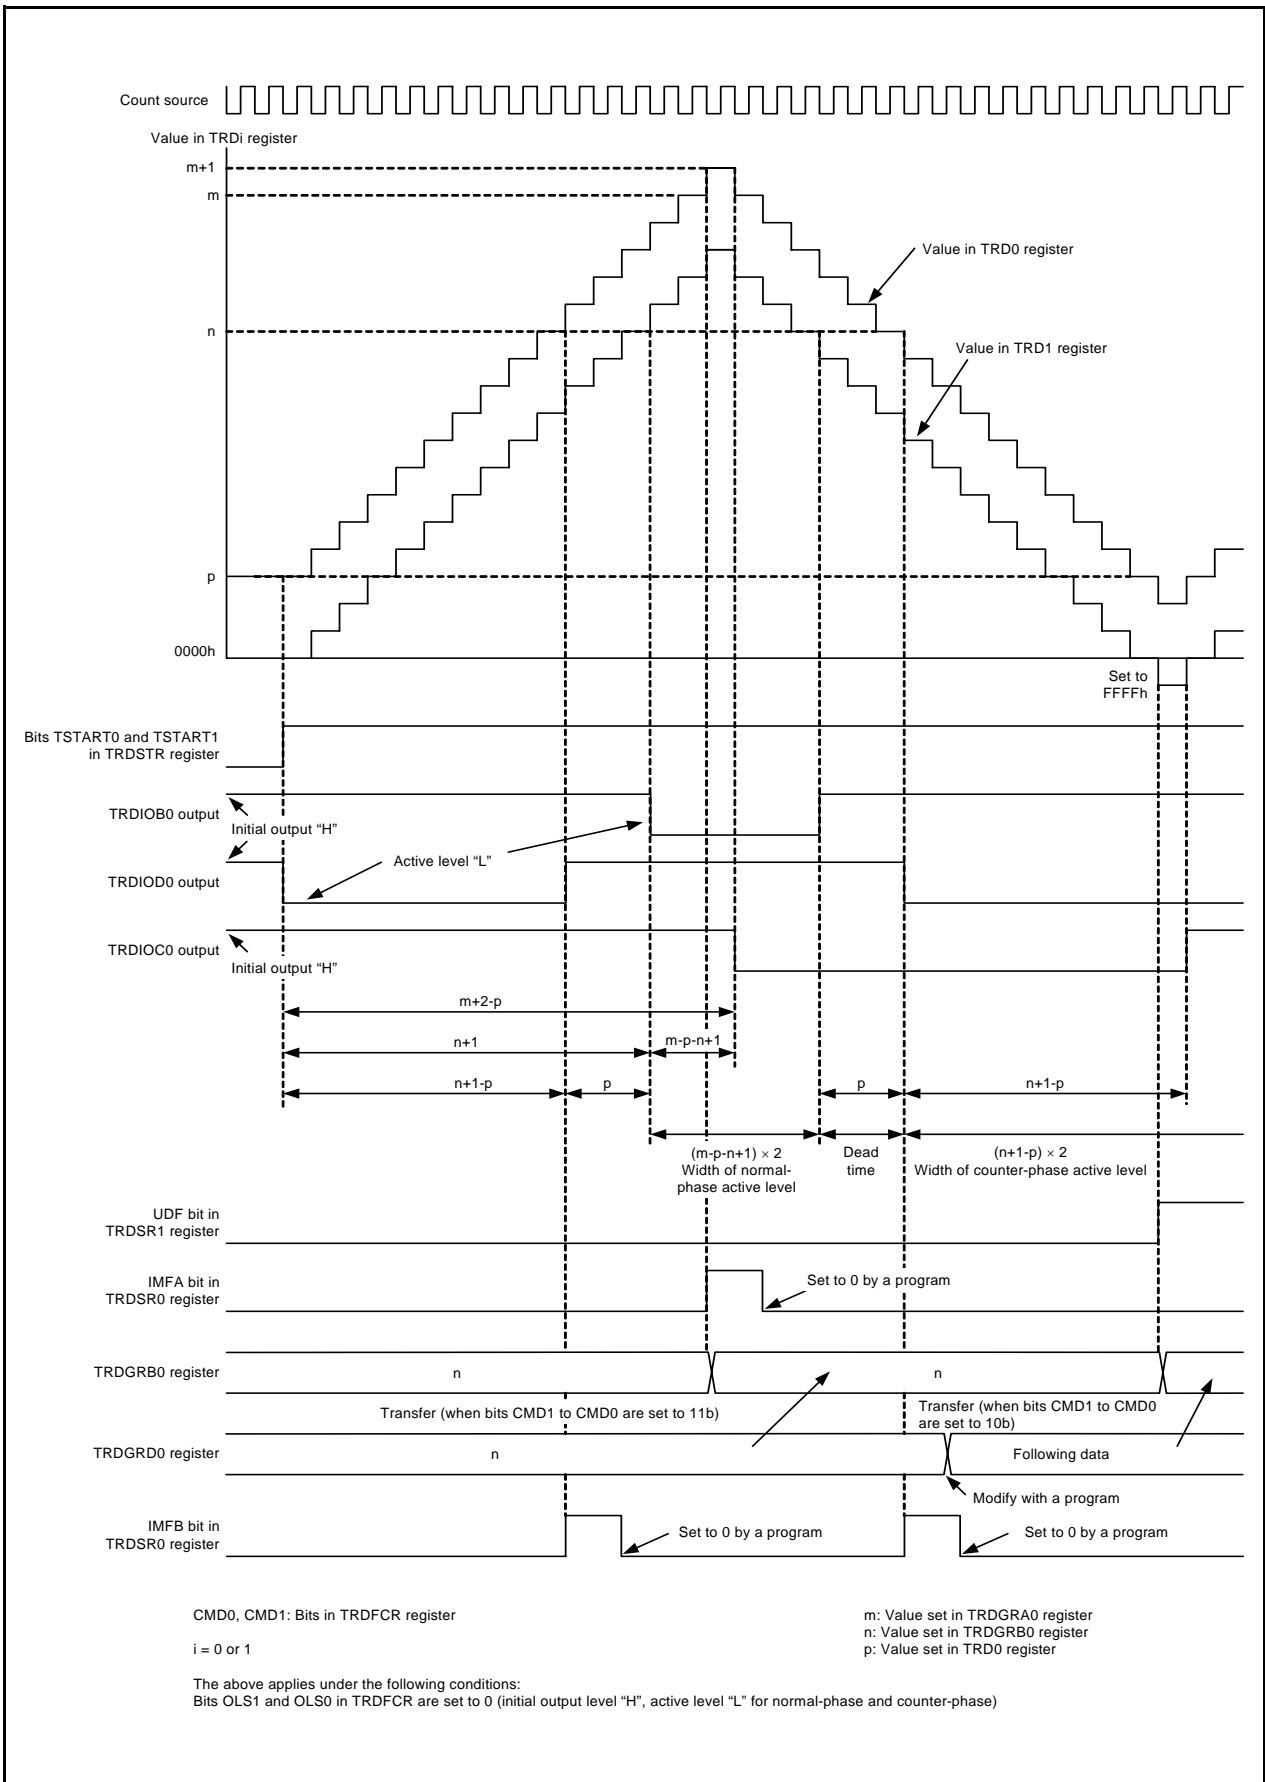 Count source
Value in TRDi register
m+1
m
Value in TRD0 register
n
Value in TRD1 register
p
0000h
Set to
FFFFh
Bits TSTART0 and TSTART1
in TRDSTR register
TRDIOB0 output
Initial output “H”
Active level “L”
TRDIOD0 output
TRDIOC0 output
Initial output “H”
m+2-p
n+1
m-p-n+1
n+1-p
p
p
n+1-p
(m-p-n+1) × 2
Width of normal-
phase active level
Dead
time
(n+1-p) × 2
Width of counter-phase active level
UDF bit in
TRDSR1 register
IMFA bit in
TRDSR0 register
Set to 0 by a program
TRDGRB0 register
n
n
Transfer (when bits CMD1 to CMD0 are set to 11b)
Transfer (when bits CMD1 to CMD0
are set to 10b)
TRDGRD0 register
n
Following data
Modify with a program
IMFB bit in
TRDSR0 register
Set to 0 by a program
Set to 0 by a program
CMD0, CMD1: Bits in TRDFCR register
i = 0 or 1
m: Value set in TRDGRA0 register
n: Value set in TRDGRB0 register
p: Value set in TRD0 register
The above applies under the following conditions:
Bits OLS1 and OLS0 in TRDFCR are set to 0 (initial output level “H”, active level “L” for normal-phase and counter-phase)